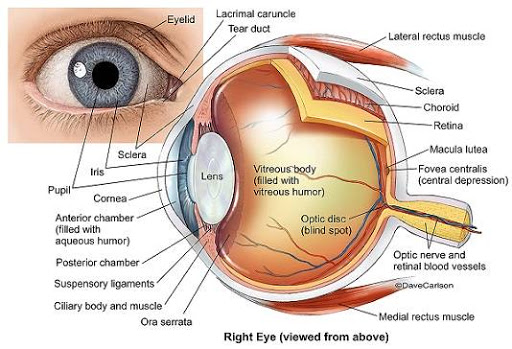 Eyelid
Lacrimal caruncle
Tear duct
Lateral rectus muscle
Sclera
Choroid
Retina
Macula lutea
Fovea centralis
(central depression)
Sclera
Iris
Pupil
Cornea
Lens
Vitreous body
(filled with
vitreous humor)
Anterior chamber
(filled with
aqueous humor)
Optic disc
(blind spot)
Posterior chamber
Suspensory ligaments
Ciliary body and muscle
Ora serrata
Optic nerve and
retinal blood vessels
©DaveCarlson
Medial rectus muscle
Right Eye (viewed from above)